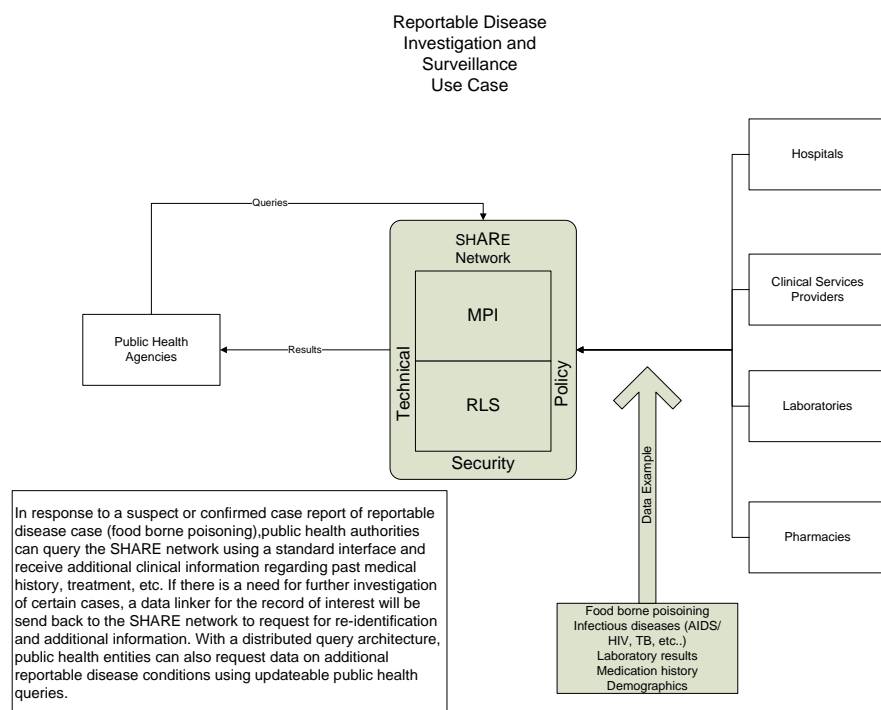 Reportable Disease
Investigation and
Surveillance
Use Case
Hospitals
Queries
SHARE
Network
Clinical Services
Providers
MPI
Public Health
Agencies
Results
Technical
Policy
RLS
Laboratories
Security
Data Example
Pharmacies
In response to a suspect or confirmed case report of reportable
disease case (food borne poisoning),public health authorities
can query the SHARE network using a standard interface and
receive additional clinical information regarding past medical
history, treatment, etc. If there is a need for further investigation
of certain cases, a data linker for the record of interest will be
send back to the SHARE network to request for re-identification
and additional information. With a distributed query architecture,
public health entities can also request data on additional
reportable disease conditions using updateable public health
queries.
Food borne poisoining
Infectious diseases (AIDS/
HIV, TB, etc..)
Laboratory results
Medication history
Demographics